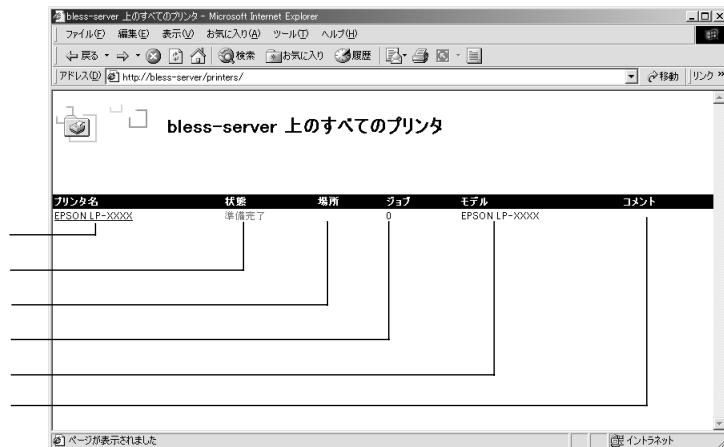 bless-server 上のすべてのプリンタ - Microsoft Internet Explorer
ファイル(F) 編集(E) 表示(V) お気に入り(A) ツール(T) ヘルプ(H)
戻る 検索 お気に入り 履歴
アドレス(D) http://bless-server/printers/ 移動 リンク »
bless-server 上のすべてのプリンタ
プリンタ名 状態 場所 ジョブ モデル コメント
EPSON LP-XXXX 準備完了 0 EPSON LP-XXXX
ページが表示されました イントラネット